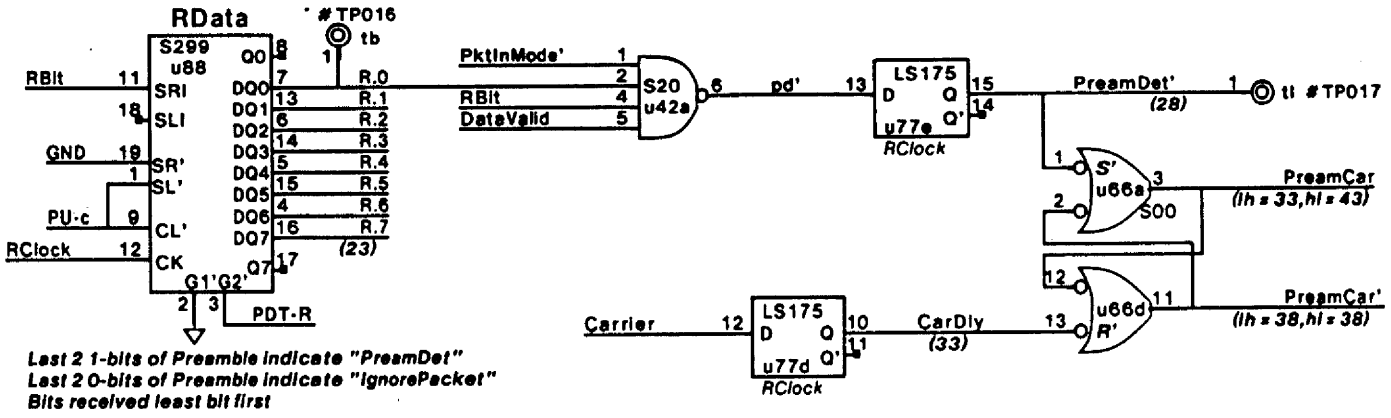 RData
# TP016
tb
1
S299
u88
Q0 8
RBit 11 SRI
DQ0 7 R.0
18 SLI
DQ1 13 R.1
DQ2 6 R.2
GND 19 SR'
DQ3 14 R.3
1 SL'
DQ4 5 R.4
DQ5 15 R.5
PU-c 9 CL'
DQ6 4 R.6
DQ7 16 R.7
(23)
RClock 12 CK
Q7 17
G1' G2'
2 3
PDT-R
Last 2 1-bits of Preamble indicate "PreamDet"
Last 2 0-bits of Preamble indicate "IgnorePacket"
Bits received least bit first
PktInMode' 1
2
RBit 4
DataValid 5
S20
u42a
6 pd' 13
LS175
D Q 15
Q' 14
u77e
RClock
PreamDet' 1
(28)
ti #TP017
1 S'
u66a 3
2
S00
PreamCar
(lh = 33,hl = 43)
12
u66d 11
13 R'
PreamCar'
(lh = 38,hl = 38)
Carrier 12
LS175
D Q 10
Q' 11
u77d
RClock
CarDly
(33)